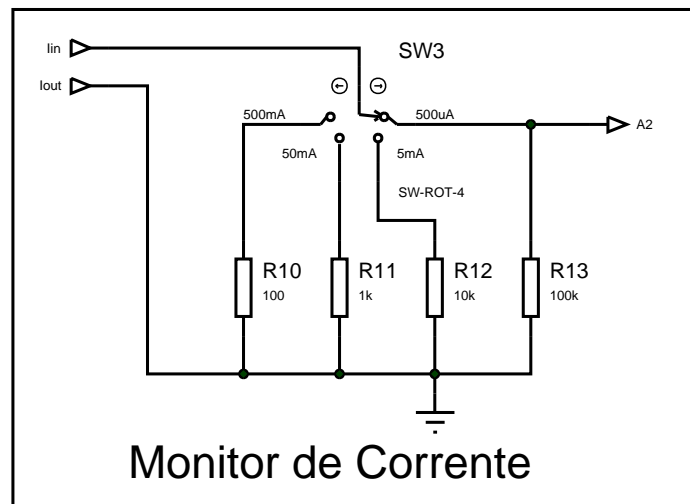 Iin
SW3
Iout
500mA
500uA
A2
50mA
5mA
SW-ROT-4
R10
100
R11
1k
R12
10k
R13
100k
Monitor de Corrente